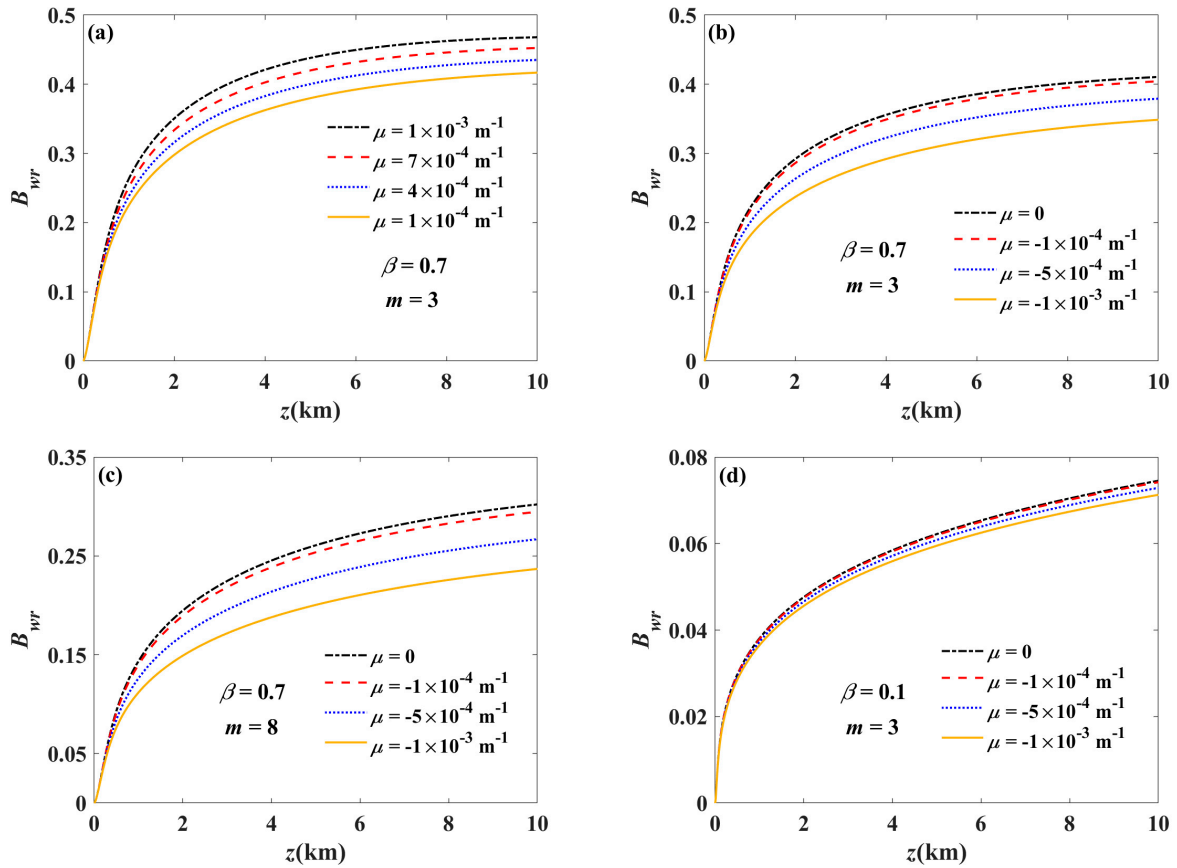 (a)
0.5
0.4
0.3
0.2
0.1
0
B_wr
μ = 1×10⁻³ m⁻¹
μ = 7×10⁻⁴ m⁻¹
μ = 4×10⁻⁴ m⁻¹
μ = 1×10⁻⁴ m⁻¹
β = 0.7
m = 3
0 2 4 6 8 10
z(km)
(b)
0.5
0.4
0.3
0.2
0.1
0
B_wr
μ = 0
μ = -1×10⁻⁴ m⁻¹
μ = -5×10⁻⁴ m⁻¹
μ = -1×10⁻³ m⁻¹
β = 0.7
m = 3
0 2 4 6 8 10
z(km)
(c)
0.35
0.25
0.15
0.05
0
B_wr
μ = 0
μ = -1×10⁻⁴ m⁻¹
μ = -5×10⁻⁴ m⁻¹
μ = -1×10⁻³ m⁻¹
β = 0.7
m = 8
0 2 4 6 8 10
z(km)
(d)
0.08
0.06
0.04
0.02
0
B_wr
μ = 0
μ = -1×10⁻⁴ m⁻¹
μ = -5×10⁻⁴ m⁻¹
μ = -1×10⁻³ m⁻¹
β = 0.1
m = 3
0 2 4 6 8 10
z(km)